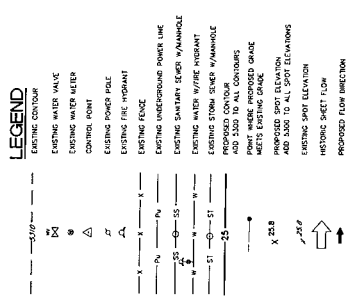 LEGEND
5310 EXISTING CONTOUR
WV EXISTING WATER VALVE
EXISTING WATER METER
CONTROL POINT
EXISTING POWER POLE
EXISTING FIRE HYDRANT
X X EXISTING FENCE
Pu Pu EXISTING UNDERGROUND POWER LINE
SS SS EXISTING SANITARY SEWER W/MANHOLE
W W EXISTING WATER W/FIRE HYDRANT
ST ST EXISTING STORM SEWER W/MANHOLE
25 PROPOSED CONTOUR
ADD 5300 TO ALL CONTOURS
POINT WHERE PROPOSED GRADE
MEETS EXISTING GRADE
X 25.8 PROPOSED SPOT ELEVATION
ADD 5300 TO ALL SPOT ELEVATIONS
25.8 EXISTING SPOT ELEVATION
HISTORIC SHEET FLOW
PROPOSED FLOW DIRECTION